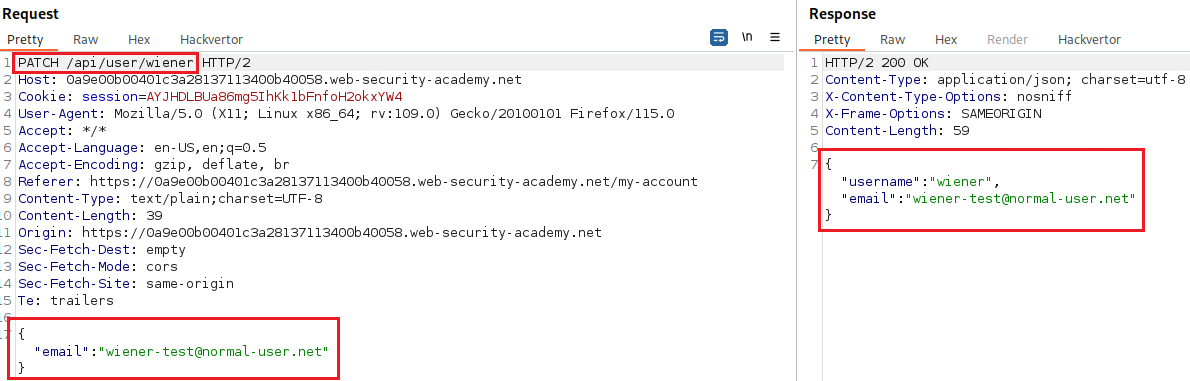 Request
Pretty Raw Hex Hackvertor \n
1 PATCH /api/user/wiener HTTP/2
2 Host: 0a9e00b00401c3a28137113400b40058.web-security-academy.net
3 Cookie: session=AYJHDLBUa86mg5IhKk1bFnfoH2okxYW4
4 User-Agent: Mozilla/5.0 (X11; Linux x86_64; rv:109.0) Gecko/20100101 Firefox/115.0
5 Accept: */*
6 Accept-Language: en-US,en;q=0.5
7 Accept-Encoding: gzip, deflate, br
8 Referer: https://0a9e00b00401c3a28137113400b40058.web-security-academy.net/my-account
9 Content-Type: text/plain;charset=UTF-8
10 Content-Length: 39
11 Origin: https://0a9e00b00401c3a28137113400b40058.web-security-academy.net
12 Sec-Fetch-Dest: empty
13 Sec-Fetch-Mode: cors
14 Sec-Fetch-Site: same-origin
15 Te: trailers
16
17 {
"email":"wiener-test@normal-user.net"
}
Response
Pretty Raw Hex Render Hackvertor
1 HTTP/2 200 OK
2 Content-Type: application/json; charset=utf-8
3 X-Content-Type-Options: nosniff
4 X-Frame-Options: SAMEORIGIN
5 Content-Length: 59
6
7 {
"username":"wiener",
"email":"wiener-test@normal-user.net"
}